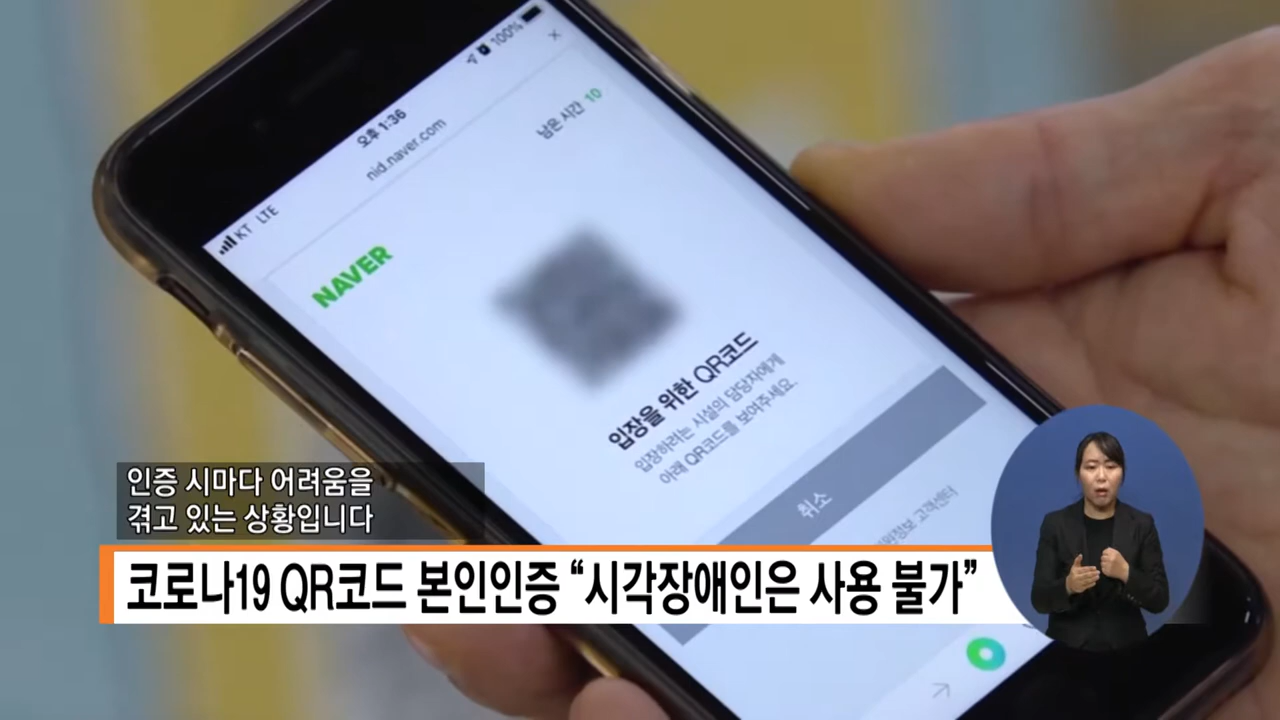 KT LTE
오후 1:36
100%
nid.naver.com
남은 시간 10
NAVER
입장을 위한 QR코드
입장하려는 시설의 담당자에게
아래 QR코드를 보여주세요.
취소
고객센터
인증 시마다 어려움을
겪고 있는 상황입니다
코로나19 QR코드 본인인증 “시각장애인은 사용 불가”